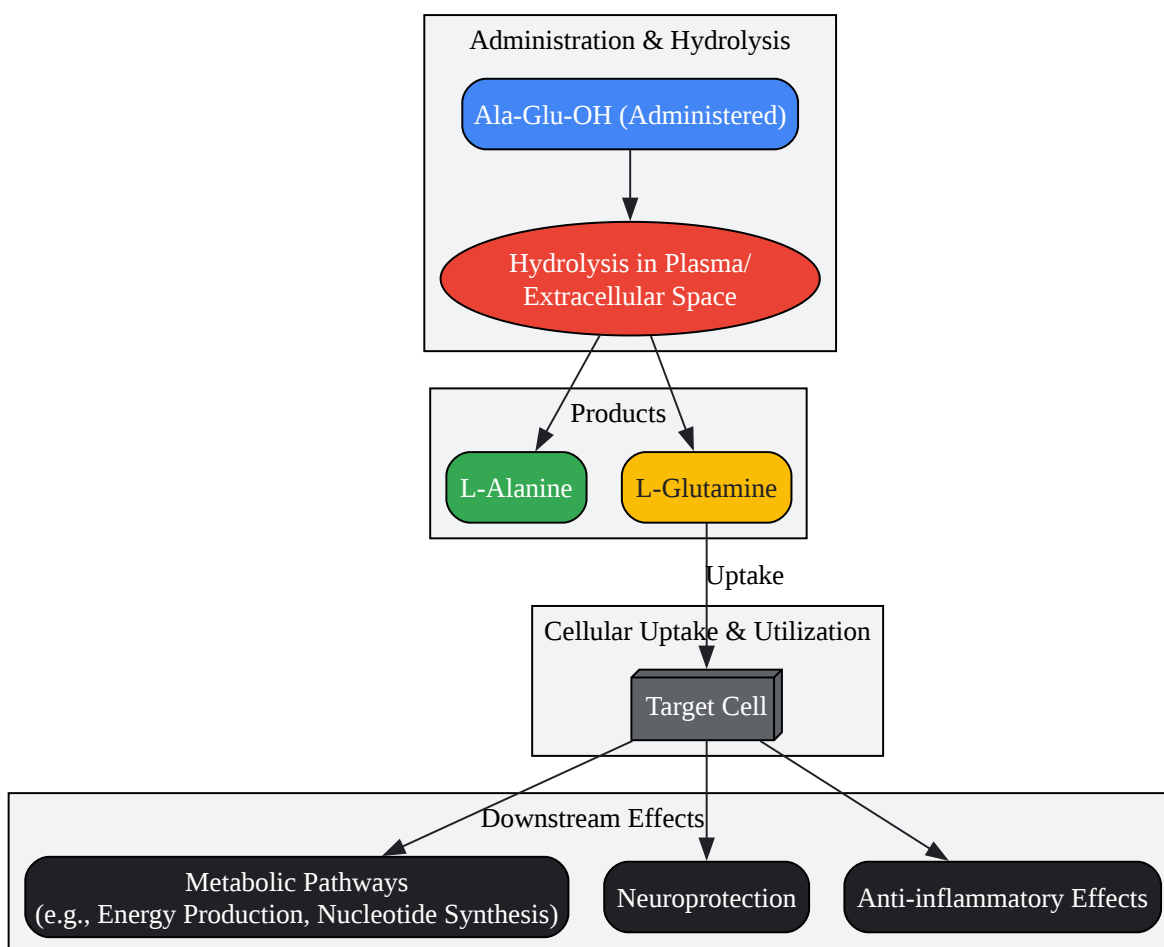 Administration & Hydrolysis
Ala-Glu-OH (Administered)
Hydrolysis in Plasma/
Extracellular Space
Products
L-Alanine
L-Glutamine
Uptake
Cellular Uptake & Utilization
Target Cell
Downstream Effects
Metabolic Pathways
(e.g., Energy Production, Nucleotide Synthesis)
Neuroprotection
Anti-inflammatory Effects